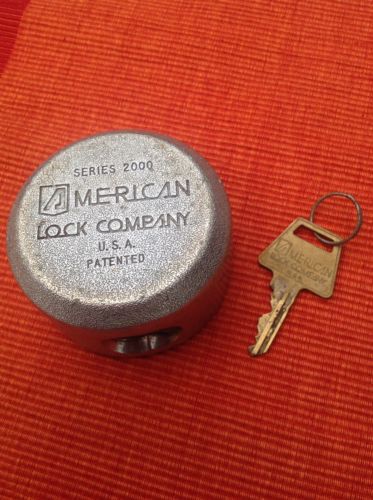 SERIES 2000
AMERICAN
LOCK COMPANY
U.S.A.
PATENTED
AMERICAN